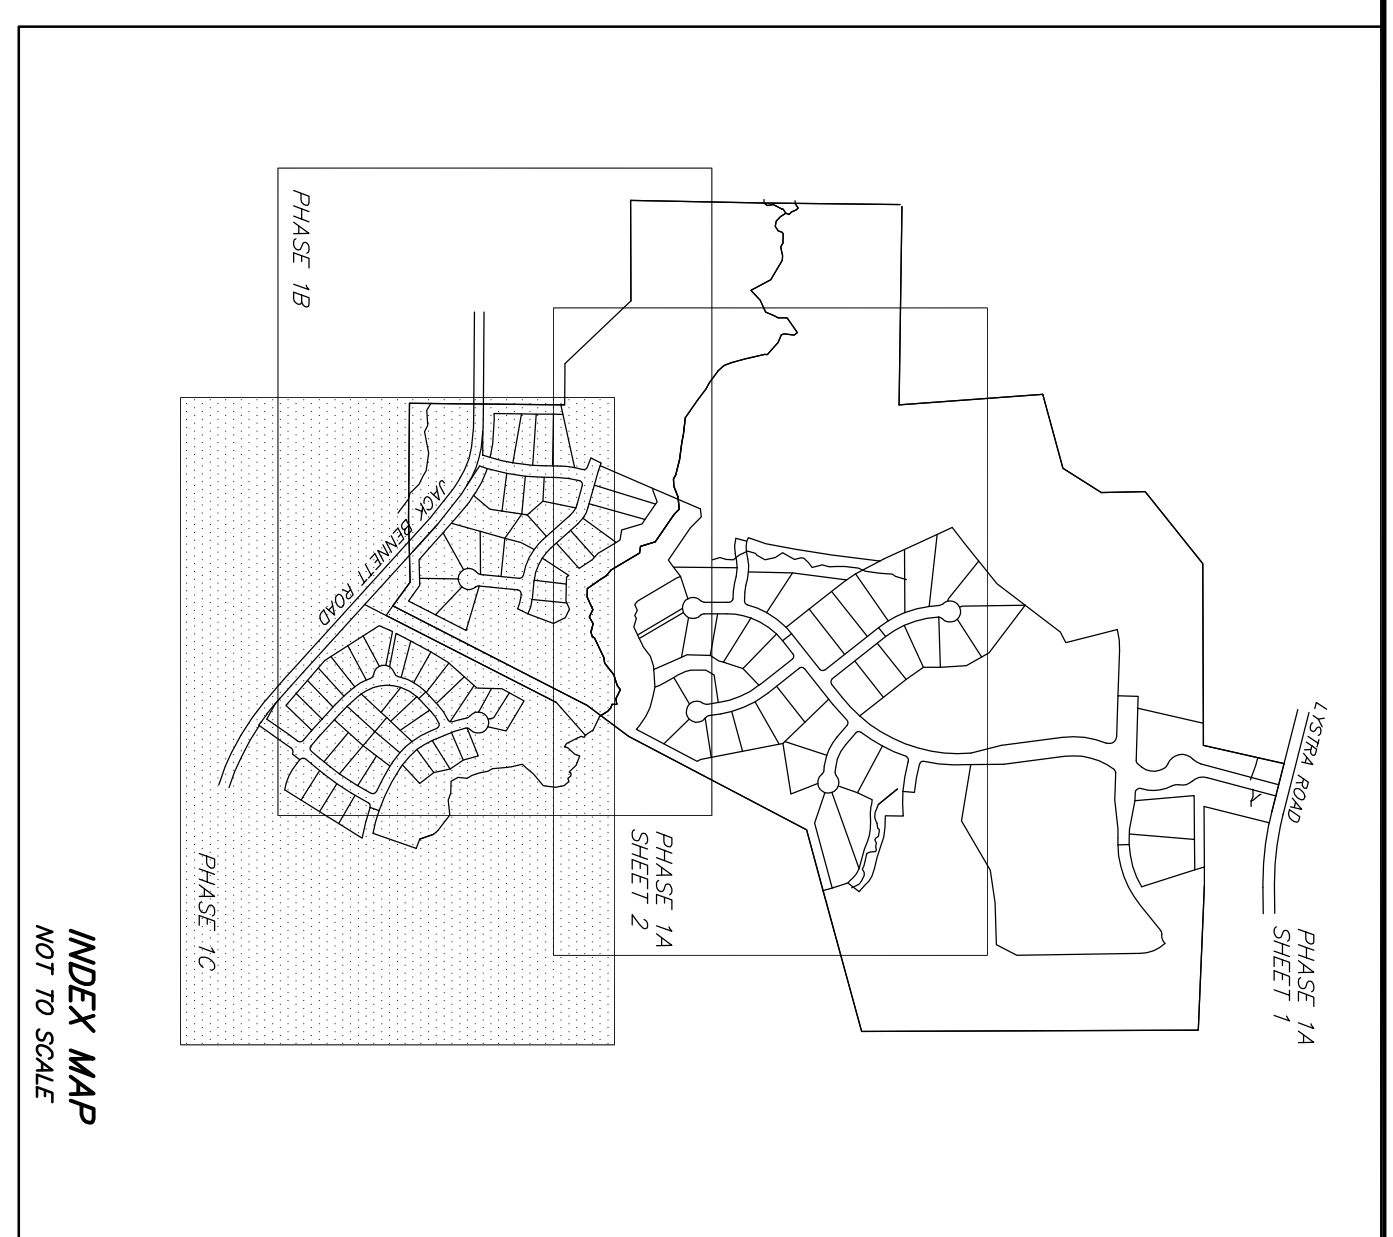 LYSTRA ROAD
PHASE 1A
SHEET 1
PHASE 1A
SHEET 2
JACK BENNETT ROAD
PHASE 1B
PHASE 1C
INDEX MAP
NOT TO SCALE